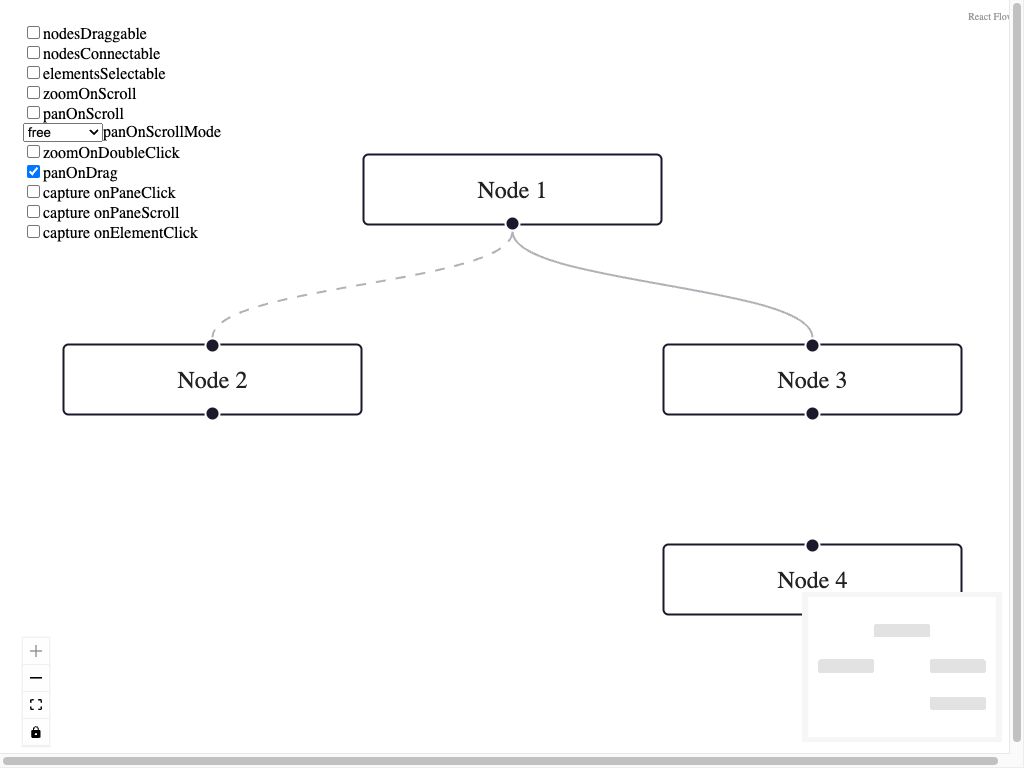 React Flow
nodesDraggable
nodesConnectable
elementsSelectable
zoomOnScroll
panOnScroll
free panOnScrollMode
zoomOnDoubleClick
panOnDrag
capture onPaneClick
capture onPaneScroll
capture onElementClick
Node 1
Node 2
Node 3
Node 4